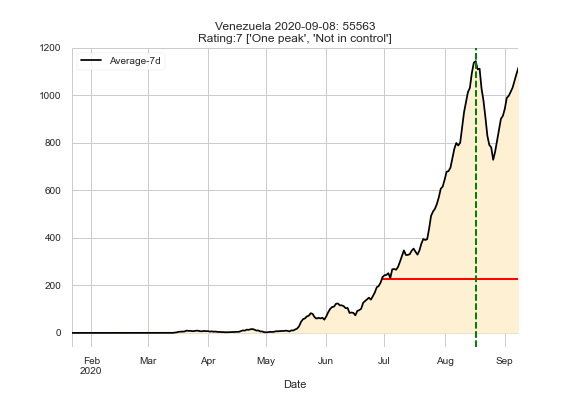 Venezuela 2020-09-08: 55563
Rating:7 ['One peak', 'Not in control']
1200
Average-7d
1000
800
600
400
200
0
Feb Mar Apr May Jun Jul Aug Sep
2020
Date